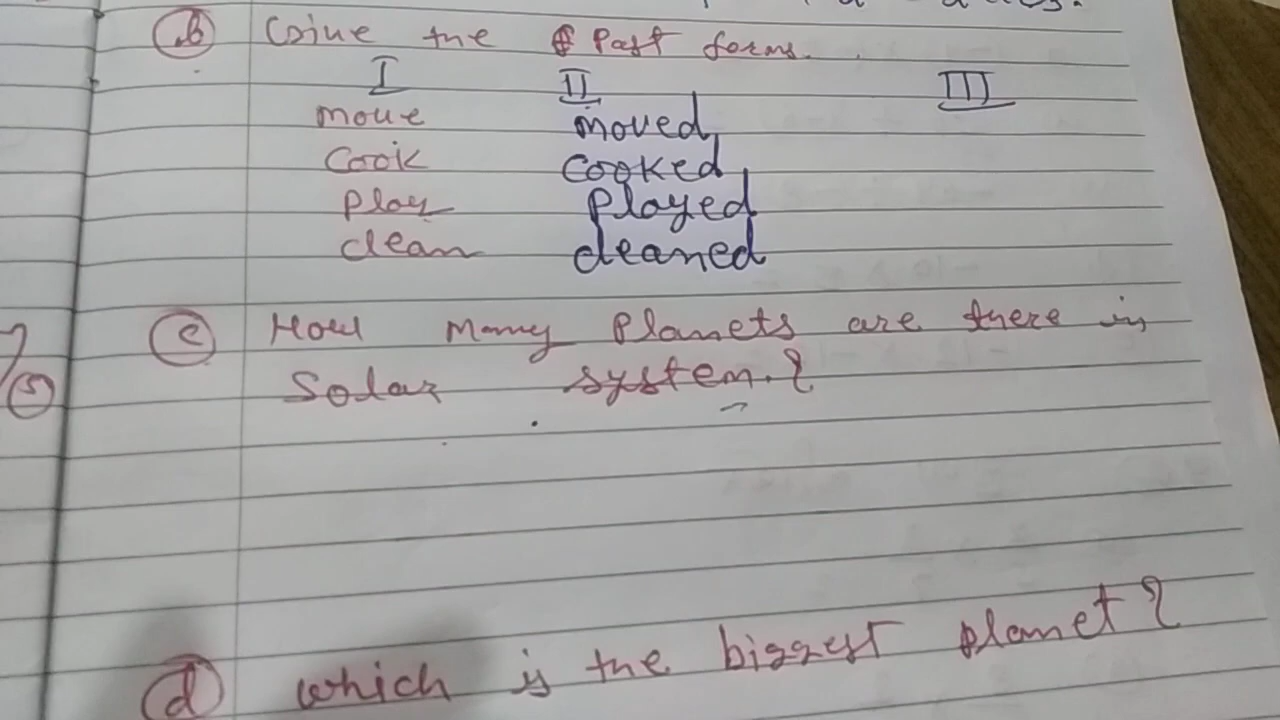 b Give the Past forms.
I II III
move moved
Cook cooked
Play Played
clean cleaned
c How Many Planets are there in
Solar system.?
d which is the biggest planet?